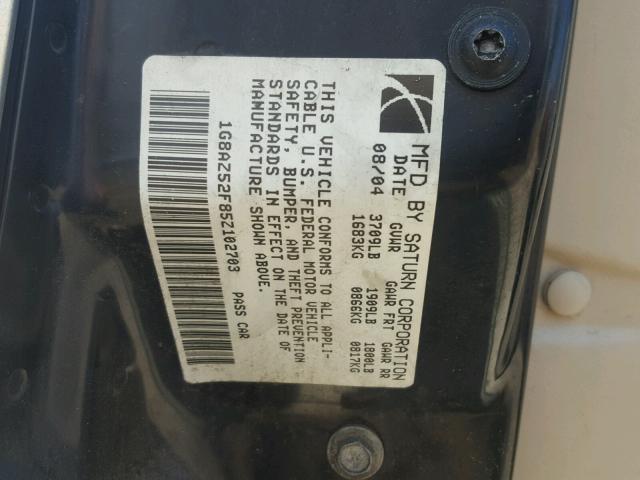 MFD BY SATURN CORPORATION
DATE GVWR GAWR FRT GAWR RR
08/04 3709LB 1909LB 1800LB
1683KG 0866KG 0817KG
THIS VEHICLE CONFORMS TO ALL APPLI-
CABLE U.S. FEDERAL MOTOR VEHICLE
SAFETY, BUMPER, AND THEFT PREVENTION
STANDARDS IN EFFECT ON THE DATE OF
MANUFACTURE SHOWN ABOVE.
1G8AZ52F85Z102703 PASS CAR